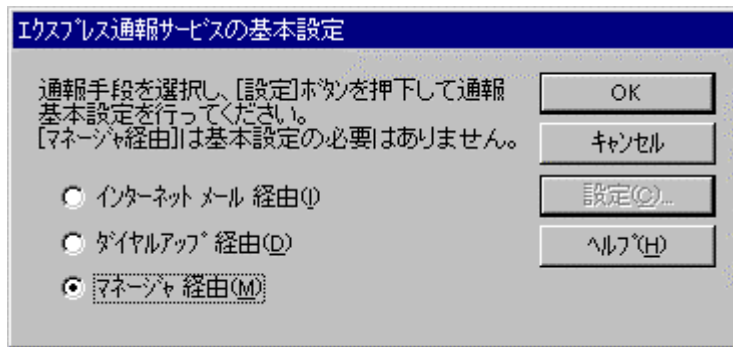 ｴｸｽﾌﾟﾚｽ通報ｻｰﾋﾞｽの基本設定
通報手段を選択し、[設定]ﾎﾞﾀﾝを押下して通報
基本設定を行ってください。
[ﾏﾈｰｼﾞｬ経由]は基本設定の必要はありません。
OK
ｷｬﾝｾﾙ
設定(C)...
ﾍﾙﾌﾟ(H)
ｲﾝﾀｰﾈｯﾄ ﾒｰﾙ 経由(I)
ﾀﾞｲﾔﾙｱｯﾌﾟ 経由(D)
ﾏﾈｰｼﾞｬ 経由(M)